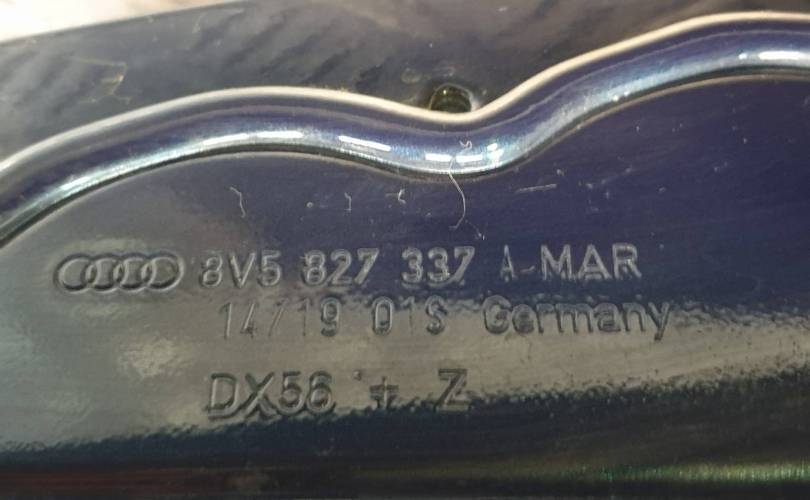 8V5 827 337 A-MAR
14/19 01S Germany
DX56 + Z